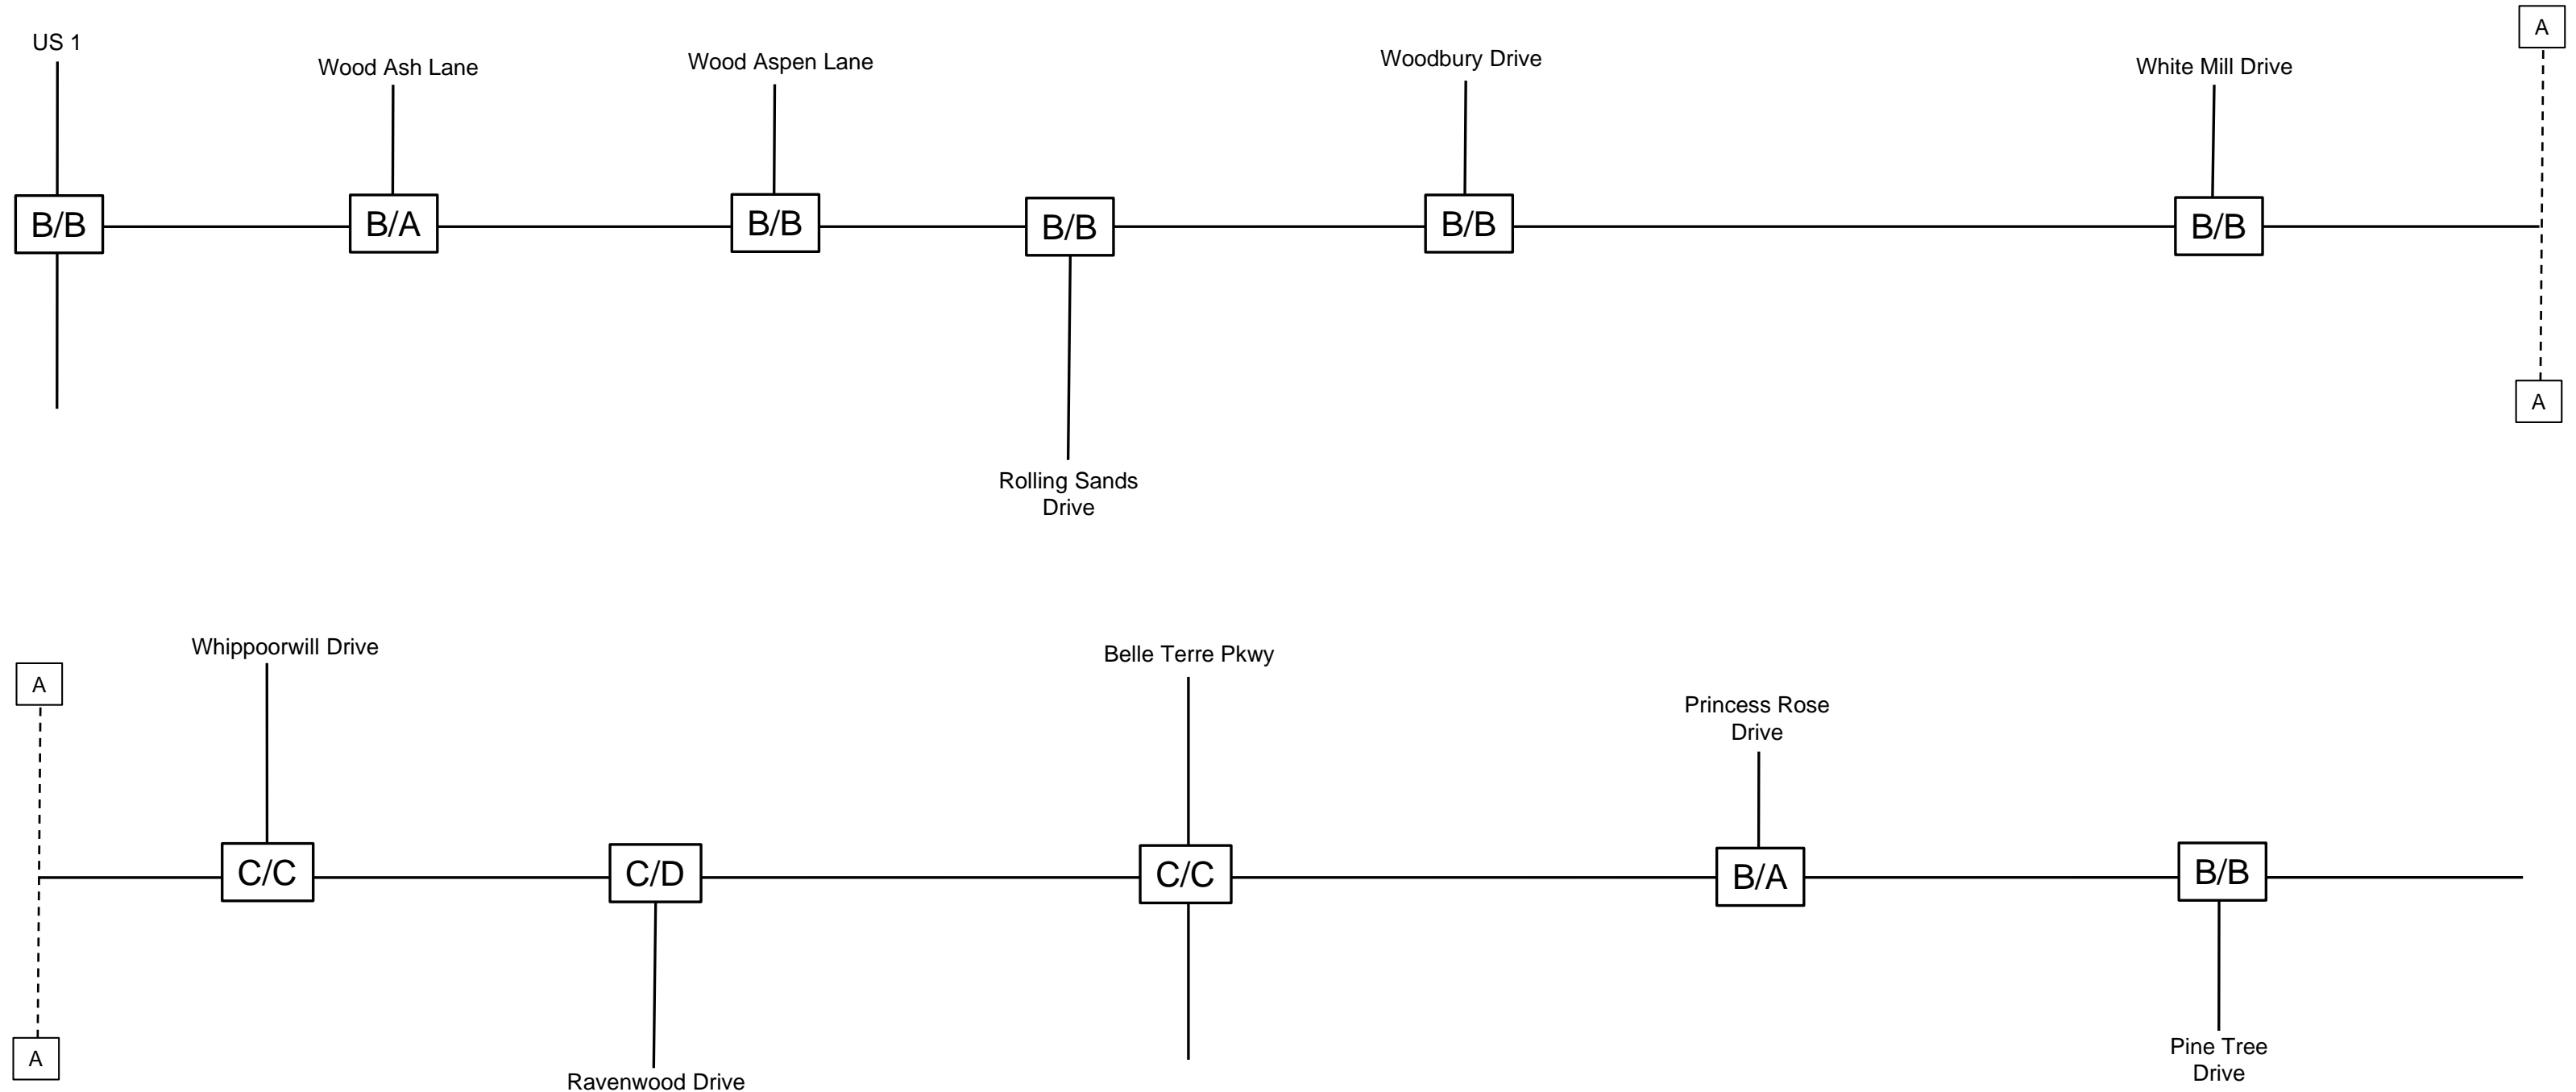 US 1
Wood Ash Lane
Wood Aspen Lane
Woodbury Drive
White Mill Drive
A
B/B
B/A
B/B
B/B
B/B
B/B
A
Rolling Sands
Drive
Whippoorwill Drive
Belle Terre Pkwy
A
Princess Rose
Drive
C/C
C/D
C/C
B/A
B/B
A
Ravenwood Drive
Pine Tree
Drive